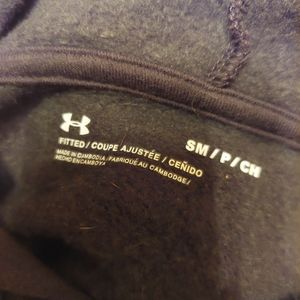 FITTED / COUPE AJUSTÉE / CEÑIDO
MADE IN CAMBODIA / FABRIQUÉ AU CAMBODGE /
HECHO EN CAMBOYA
SM / P / CH